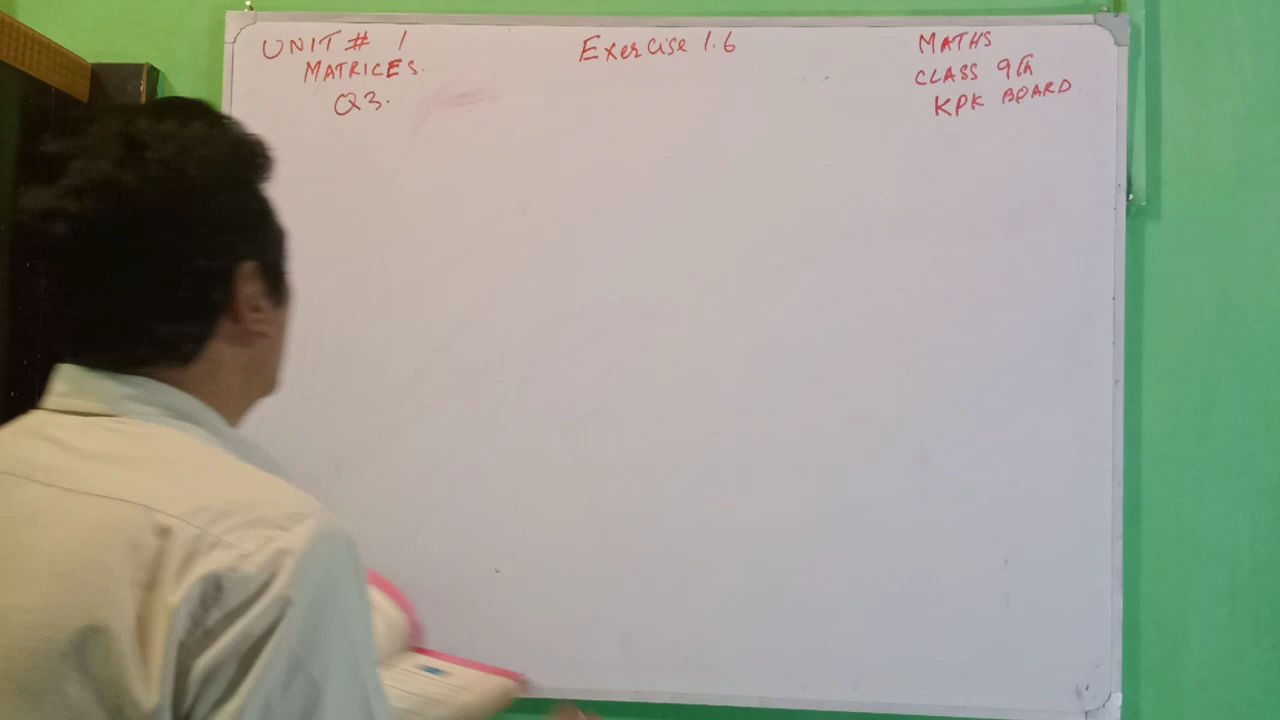 UNIT # 1
MATRICES.
Q3.
Exercise 1.6
MATHS
CLASS 9th
KPK BOARD